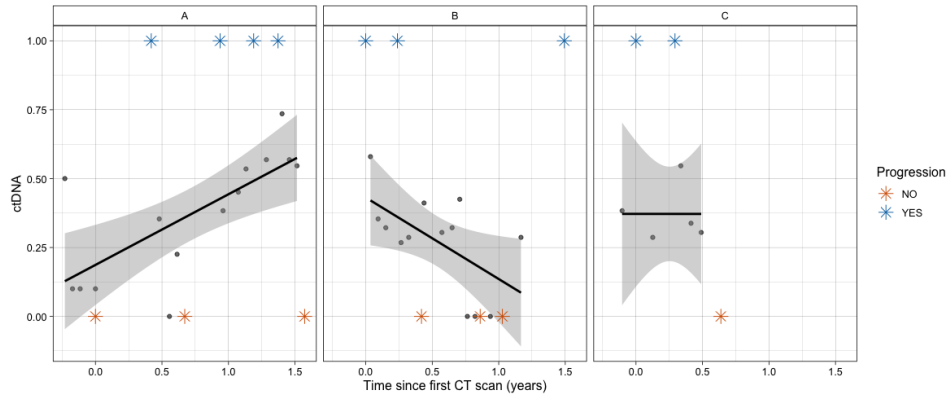 A B C
1.00
0.75
0.50
0.25
0.00
ctDNA
0.0 0.5 1.0 1.5 0.0 0.5 1.0 1.5 0.0 0.5 1.0 1.5
Time since first CT scan (years)
Progression
NO
YES